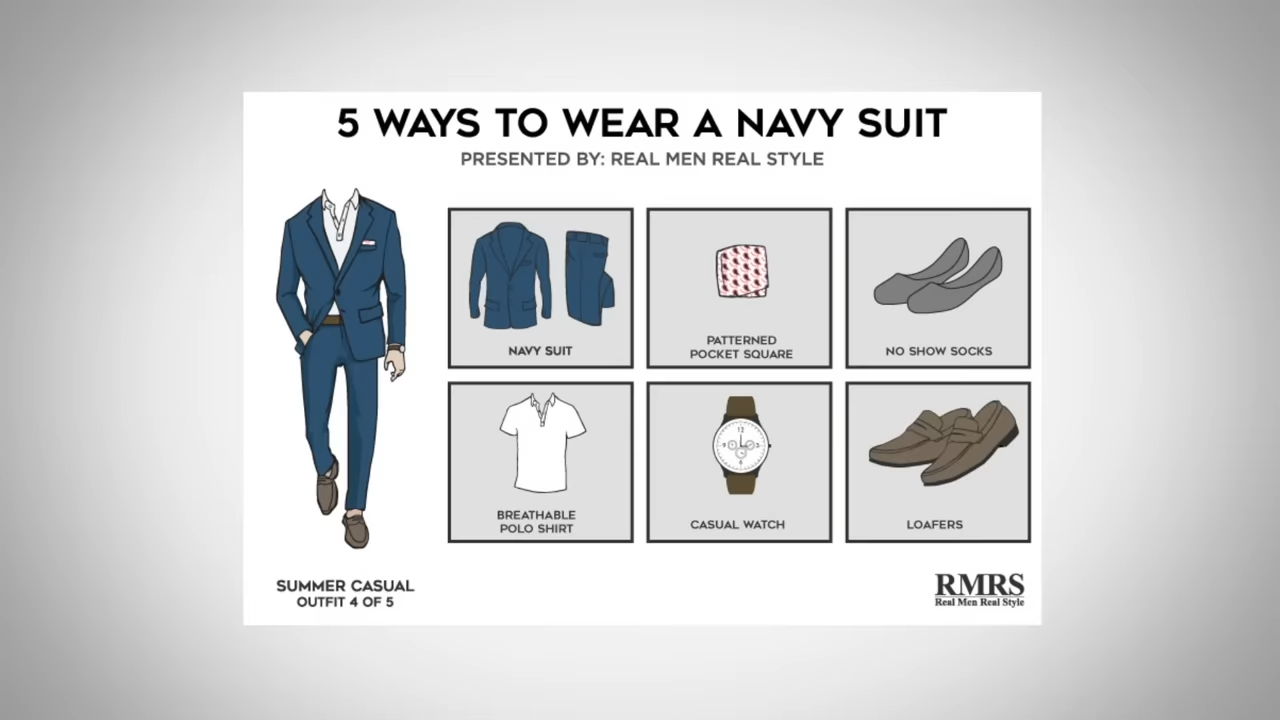 5 WAYS TO WEAR A NAVY SUIT
PRESENTED BY: REAL MEN REAL STYLE
NAVY SUIT
PATTERNED
POCKET SQUARE
NO SHOW SOCKS
BREATHABLE
POLO SHIRT
12
CASUAL WATCH
LOAFERS
SUMMER CASUAL
OUTFIT 4 OF 5
RMRS
Real Men Real Style